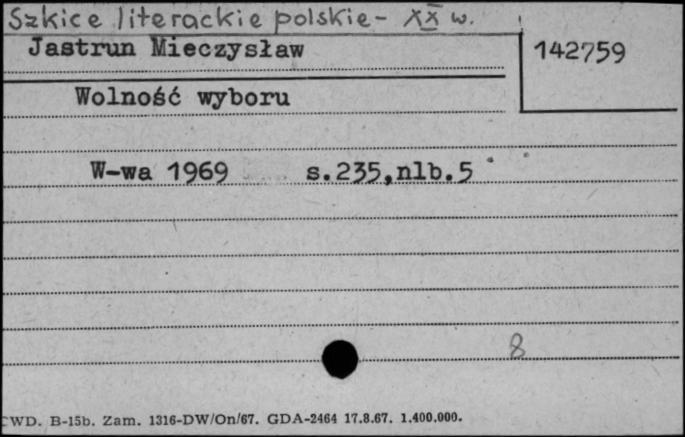 Szkice literackie polskie - XX w.
Jastrun Mieczysław
142759
Wolność wyboru
W-wa 1969 s.235,nlb.5
8
CWD. B-15b. Zam. 1316-DW/On/67. GDA-2464 17.8.67. 1.400.000.